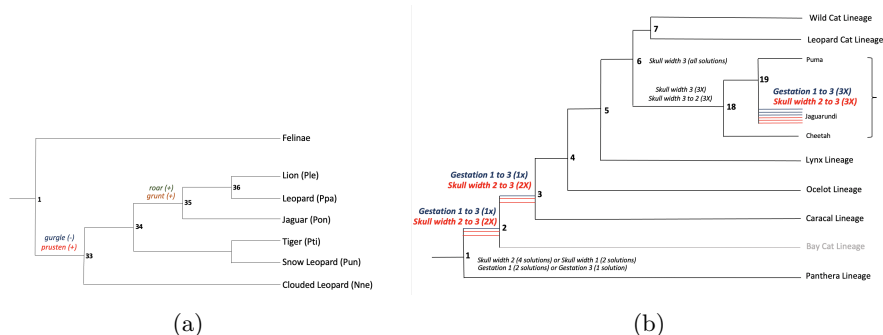 Felinae
Lion (Ple)
roar (+)
grunt (+)
36
35
Leopard (Ppa)
1
34
Jaguar (Pon)
gurgle (-)
prusten (+)
Tiger (Pti)
33
Snow Leopard (Pun)
Clouded Leopard (Nne)
(a)
Wild Cat Lineage
7
Leopard Cat Lineage
6
Skull width 3 (all solutions)
Puma
19
Skull width 3 (3X)
Skull width 3 to 2 (3X)
Gestation 1 to 3 (3X)
Skull width 2 to 3 (3X)
18
5
Jaguarundi
Cheetah
4
Lynx Lineage
Gestation 1 to 3 (1x)
Skull width 2 to 3 (2X)
3
Ocelot Lineage
Gestation 1 to 3 (1x)
Skull width 2 to 3 (2X)
Caracal Lineage
2
Bay Cat Lineage
1
Skull width 2 (4 solutions) or Skull width 1 (2 solutions)
Gestation 1 (2 solutions) or Gestation 3 (1 solution)
Panthera Lineage
(b)